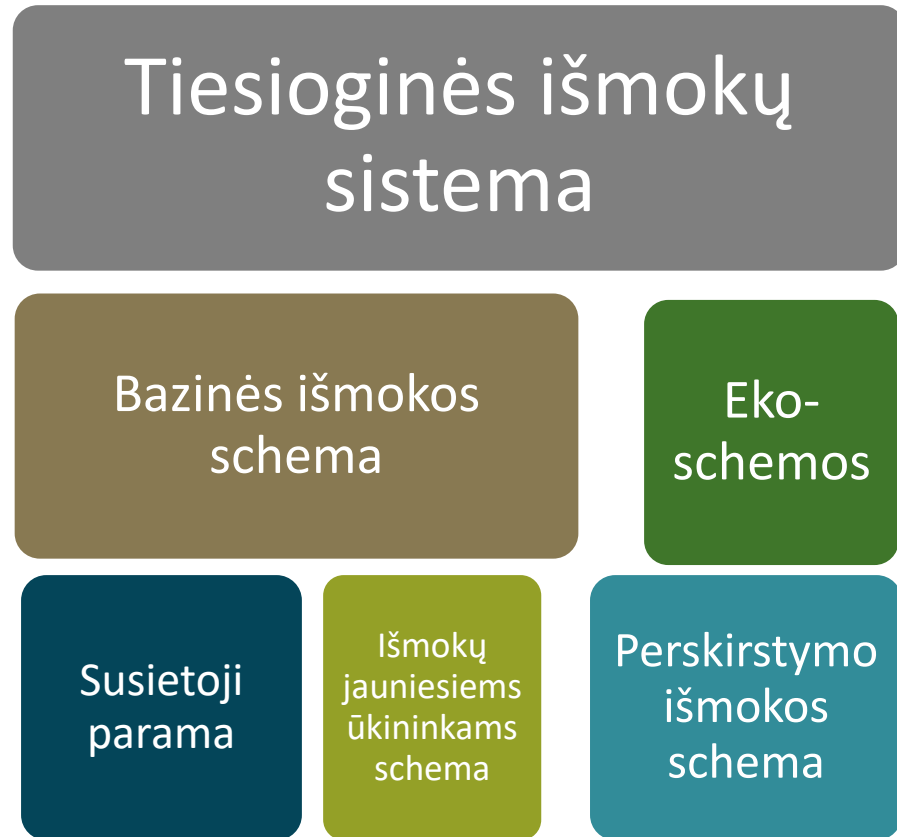 Tiesioginės išmokų
sistema
Bazinės išmokos
schema
Eko-
schemos
Susietoji
parama
Išmokų
jauniesiems
ūkininkams
schema
Perskirstymo
išmokos
schema